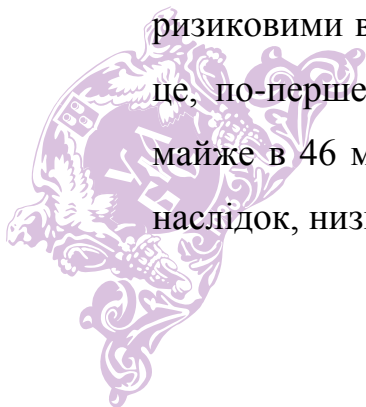 ризиковими в
це, по-перше
майже в 46 м
наслідок, низ